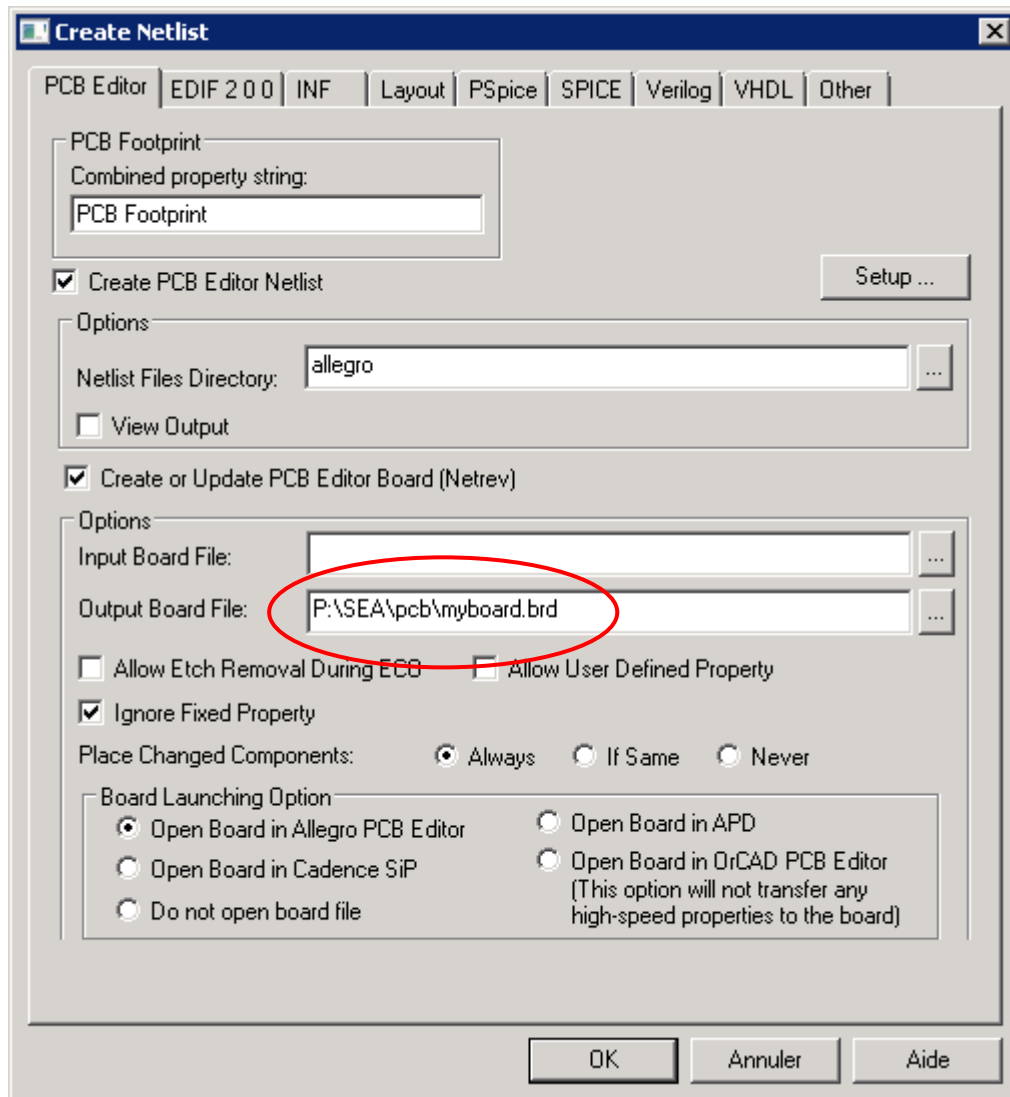 Create Netlist
PCB Editor EDIF 2 0 0 INF Layout PSpice SPICE Verilog VHDL Other
PCB Footprint
Combined property string:
PCB Footprint
Create PCB Editor Netlist
Setup ...
Options
Netlist Files Directory: allegro ...
View Output
Create or Update PCB Editor Board (Netrev)
Options
Input Board File: ...
Output Board File: P:\SEA\pcb\myboard.brd ...
Allow Etch Removal During ECO Allow User Defined Property
Ignore Fixed Property
Place Changed Components: Always If Same Never
Board Launching Option
Open Board in Allegro PCB Editor
Open Board in APD
Open Board in Cadence SiP
Open Board in OrCAD PCB Editor
(This option will not transfer any
high-speed properties to the board)
Do not open board file
OK Annuler Aide